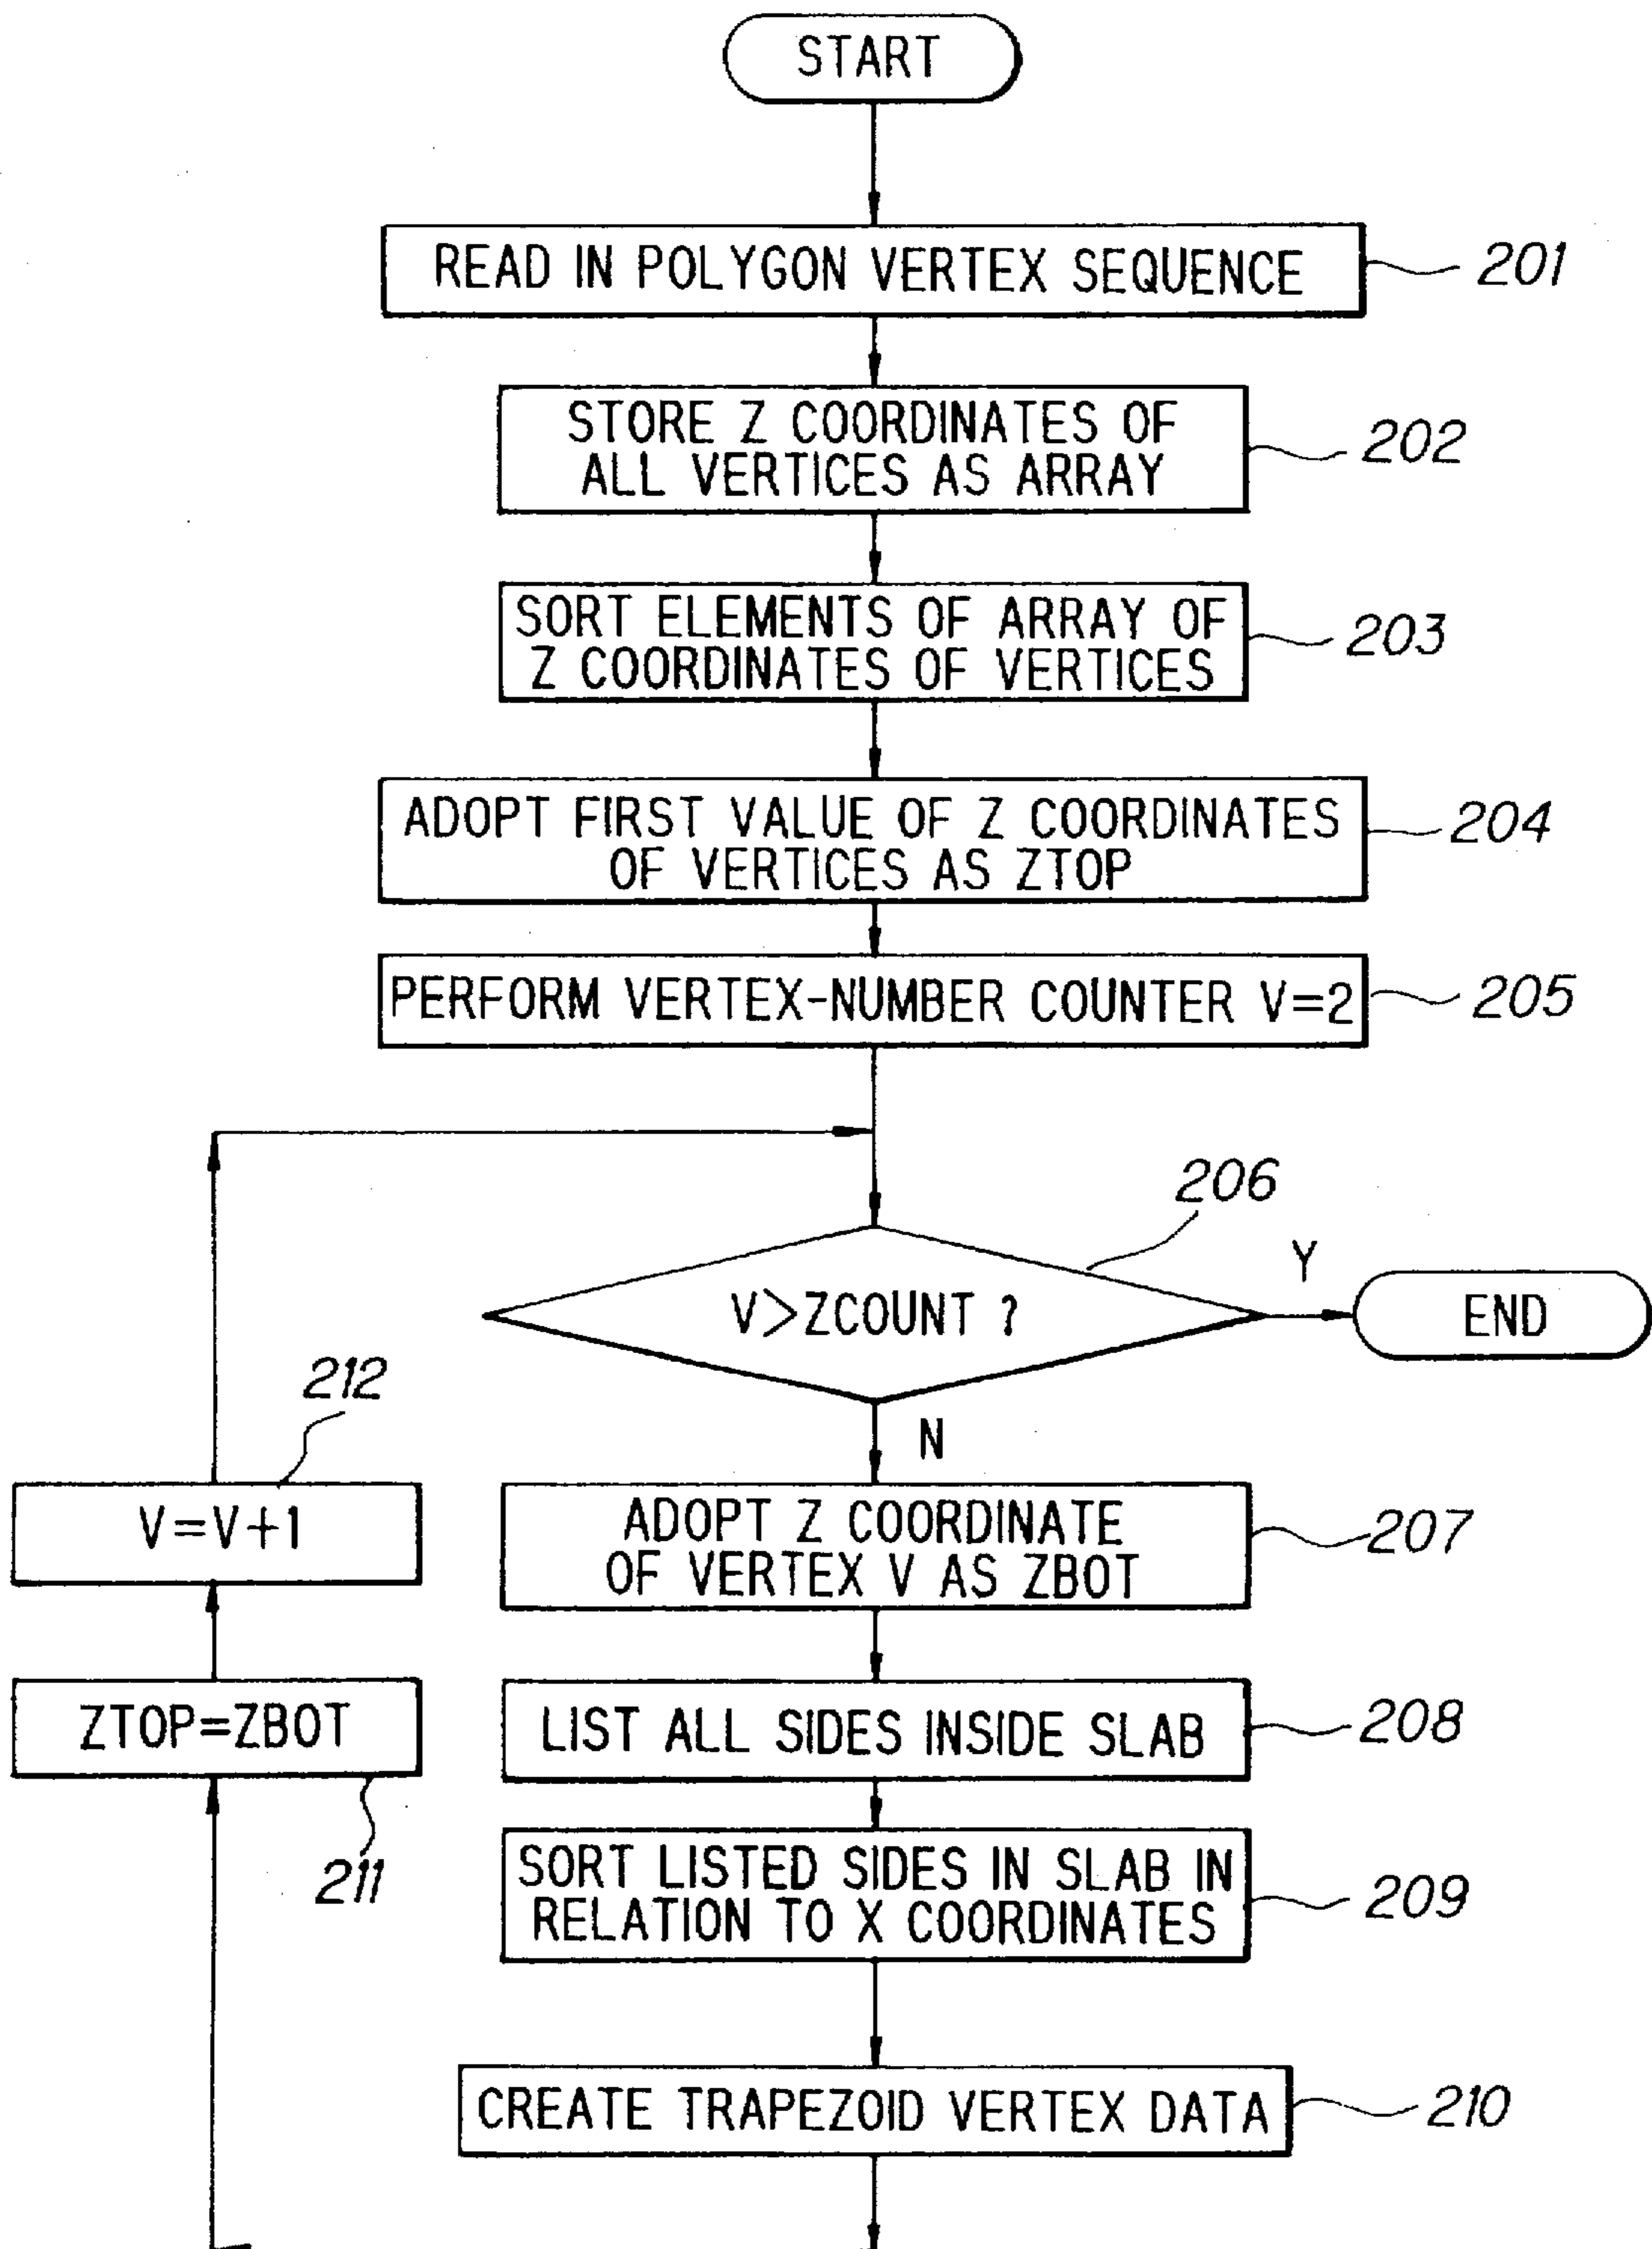 START
READ IN POLYGON VERTEX SEQUENCE
201
STORE Z COORDINATES OF
ALL VERTICES AS ARRAY
202
SORT ELEMENTS OF ARRAY OF
Z COORDINATES OF VERTICES
203
ADOPT FIRST VALUE OF Z COORDINATES
OF VERTICES AS ZTOP
204
PERFORM VERTEX-NUMBER COUNTER V=2
205
206
V>ZCOUNT ?
Y
END
N
212
V=V+1
ADOPT Z COORDINATE
OF VERTEX V AS ZBOT
207
ZTOP=ZBOT
211
LIST ALL SIDES INSIDE SLAB
208
SORT LISTED SIDES IN SLAB IN
RELATION TO X COORDINATES
209
CREATE TRAPEZOID VERTEX DATA
210